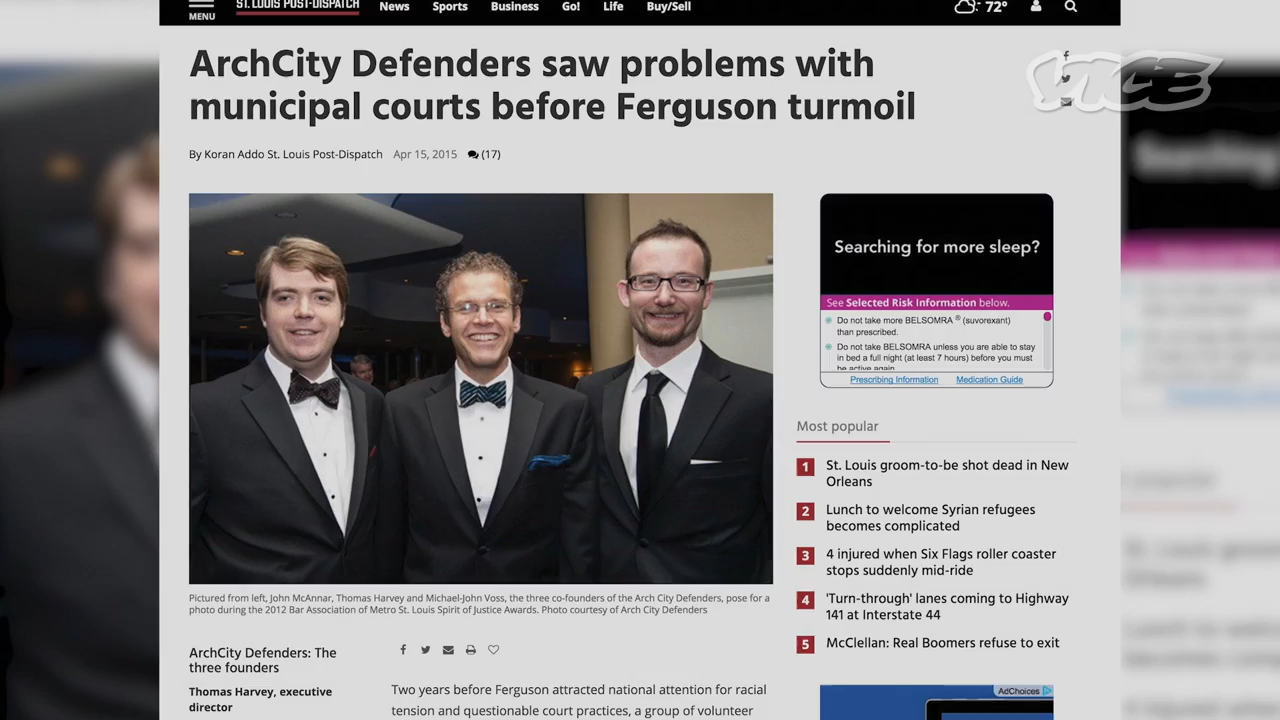 MENU
ST. LOUIS POST-DISPATCH
News
Sports
Business
Go!
Life
Buy/Sell
72°
VICE
ArchCity Defenders saw problems with
municipal courts before Ferguson turmoil
By Koran Addo St. Louis Post-Dispatch Apr 15, 2015 (17)
Searching for more sleep?
See Selected Risk Information below.
Do not take more BELSOMRA ® (suvorexant)
than prescribed.
Do not take BELSOMRA unless you are able to stay
in bed a full night (at least 7 hours) before you must
be active again.
Prescribing Information Medication Guide
Most popular
1 St. Louis groom-to-be shot dead in New
Orleans
2 Lunch to welcome Syrian refugees
becomes complicated
3 4 injured when Six Flags roller coaster
stops suddenly mid-ride
4 'Turn-through' lanes coming to Highway
141 at Interstate 44
5 McClellan: Real Boomers refuse to exit
AdChoices
Pictured from left, John McAnnar, Thomas Harvey and Michael-John Voss, the three co-founders of the Arch City Defenders, pose for a
photo during the 2012 Bar Association of Metro St. Louis Spirit of Justice Awards. Photo courtesy of Arch City Defenders
ArchCity Defenders: The
three founders
Thomas Harvey, executive
director
Two years before Ferguson attracted national attention for racial
tension and questionable court practices, a group of volunteer